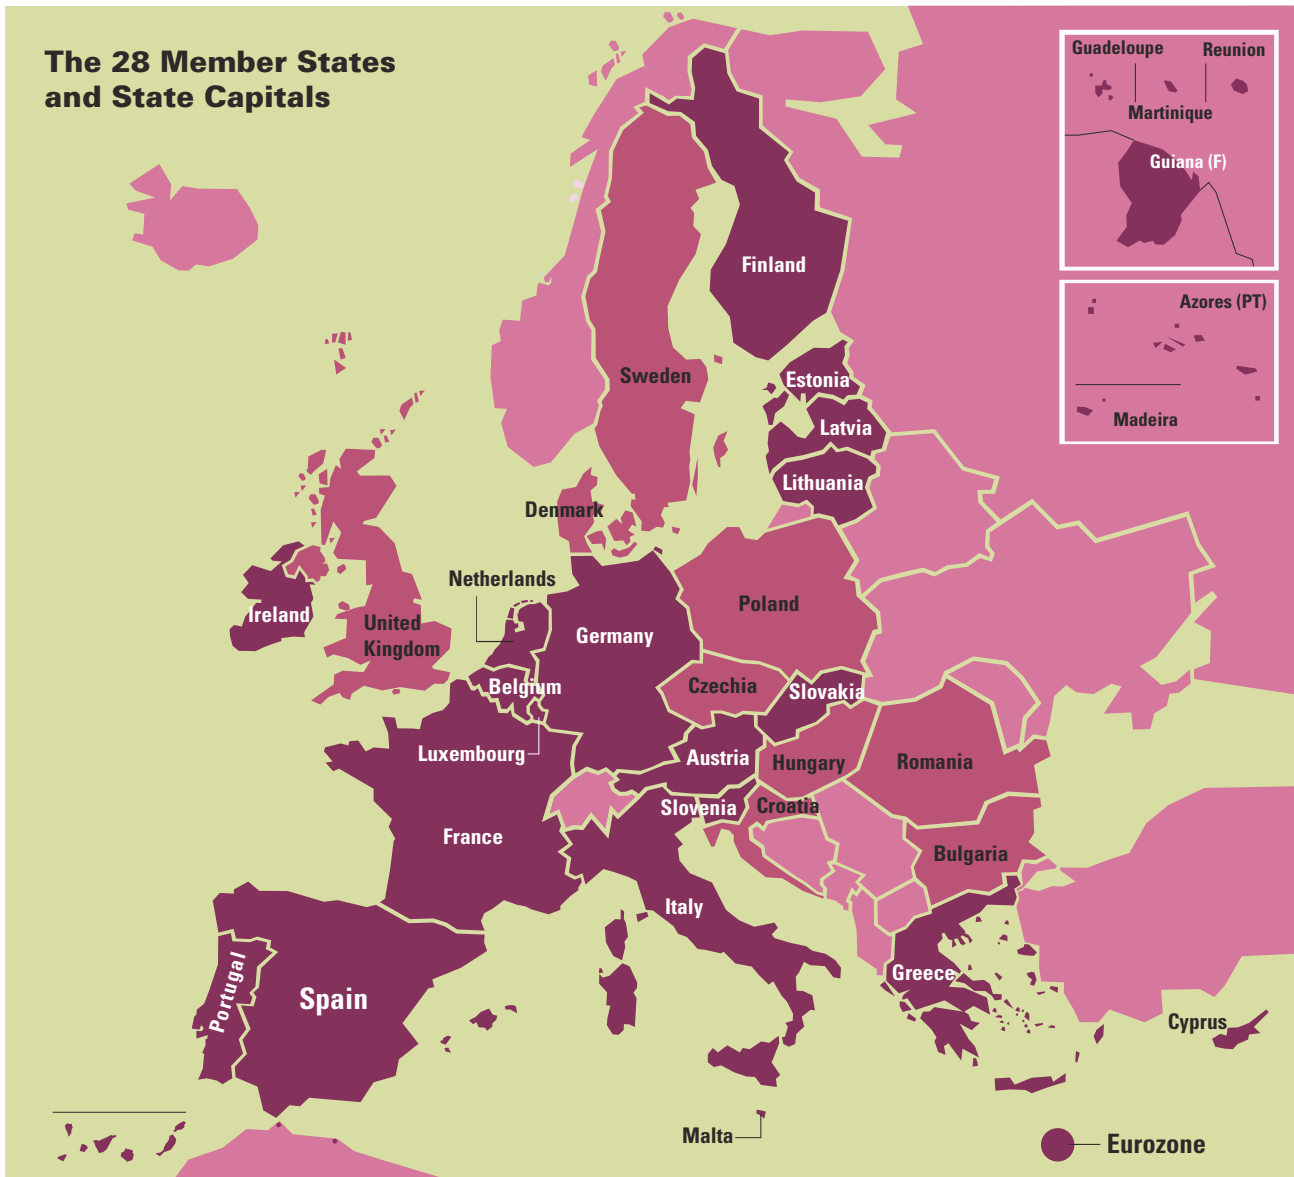 The 28 Member States
and State Capitals
Guadeloupe
Reunion
Martinique
Guiana (F)
Azores (PT)
Madeira
Finland
Sweden
Estonia
Latvia
Lithuania
Denmark
Netherlands
Ireland
United
Kingdom
Germany
Poland
Belgium
Czechia
Slovakia
Luxembourg
Austria
Hungary
Romania
France
Slovenia
Croatia
Bulgaria
Italy
Portugal
Spain
Greece
Cyprus
Malta
Eurozone